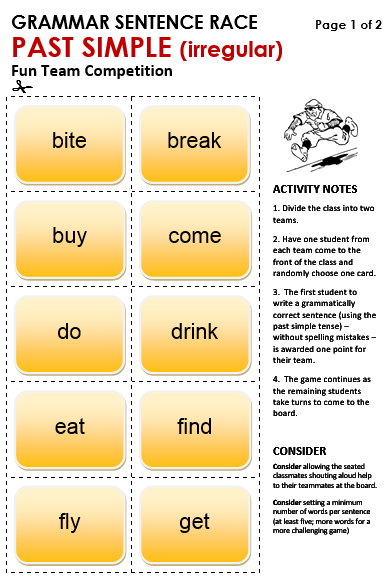 GRAMMAR SENTENCE RACE
Page 1 of 2
PAST SIMPLE (irregular)
Fun Team Competition
bite
break
buy
come
do
drink
eat
find
fly
get
ACTIVITY NOTES
1. Divide the class into two
teams.
2. Have one student from
each team come to the
front of the class and
randomly choose one card.
3. The first student to
write a grammatically
correct sentence (using the
past simple tense) –
without spelling mistakes –
is awarded one point for
their team.
4. The game continues as
the remaining students
take turns to come to the
board.
CONSIDER
Consider allowing the seated
classmates shouting aloud help
to their teammates at the board.
Consider setting a minimum
number of words per sentence
(at least five; more words for a
more challenging game)